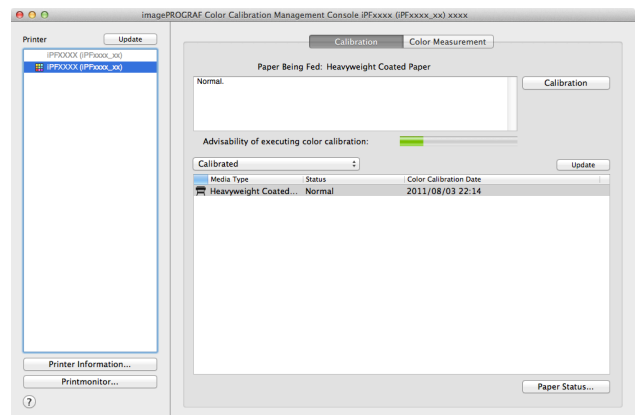 imagePROGRAF Color Calibration Management Console iPFxxxx (iPFxxxx_xx) xxxx
Printer
Update
iPFXXXX (iPFxxxx_xx)
iPFXXXX (iPFxxxx_xx)
Printer Information...
Printmonitor...
?
Calibration
Color Measurement
Paper Being Fed: Heavyweight Coated Paper
Normal.
Calibration
Advisability of executing color calibration:
Calibrated
Update
Media Type Status Color Calibration Date
Heavyweight Coated... Normal 2011/08/03 22:14
Paper Status...